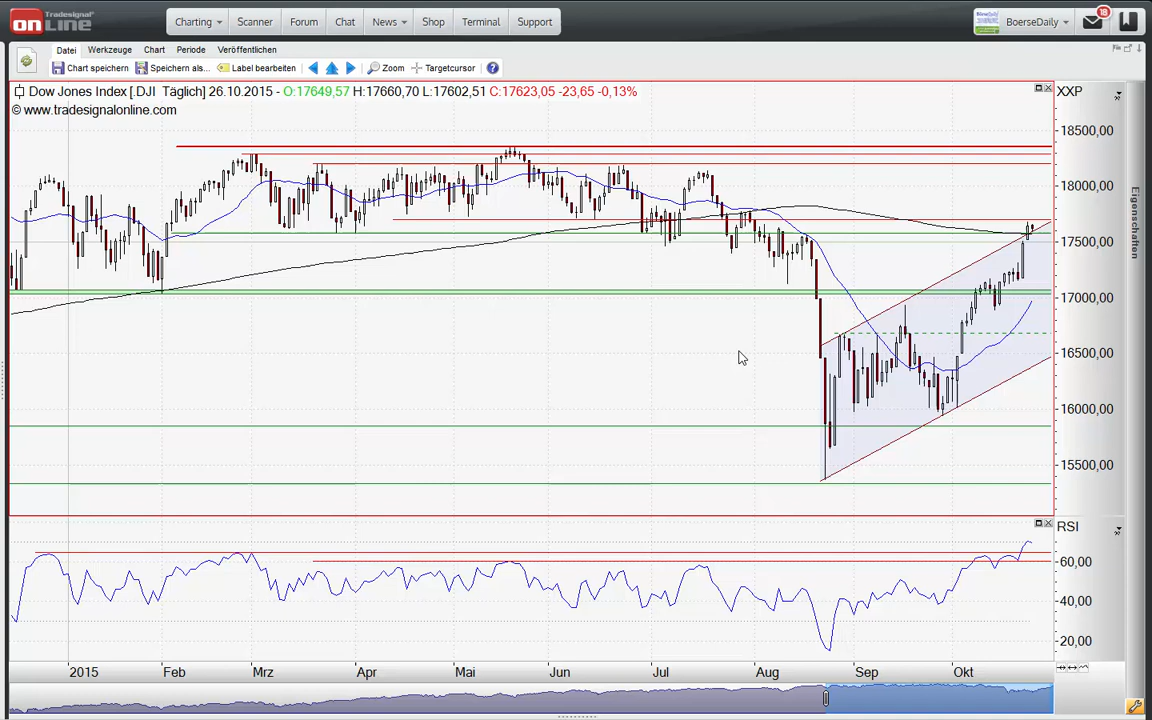 Tradesignal
online
Charting Scanner Forum Chat News Shop Terminal Support
BoerseDaily
18
Datei Werkzeuge Chart Periode Veröffentlichen
Chart speichern Speichern als... Label bearbeiten Zoom Targetcursor
Dow Jones Index [.DJI Täglich] 26.10.2015 - O:17649,57 H:17660,70 L:17602,51 C:17623,05 -23,65 -0,13%
XXP
© www.tradesignalonline.com
18500,00
18000,00
17500,00
17000,00
16500,00
16000,00
15500,00
Eigenschaften
RSI
60,00
40,00
20,00
2015 Feb Mrz Apr Mai Jun Jul Aug Sep Okt